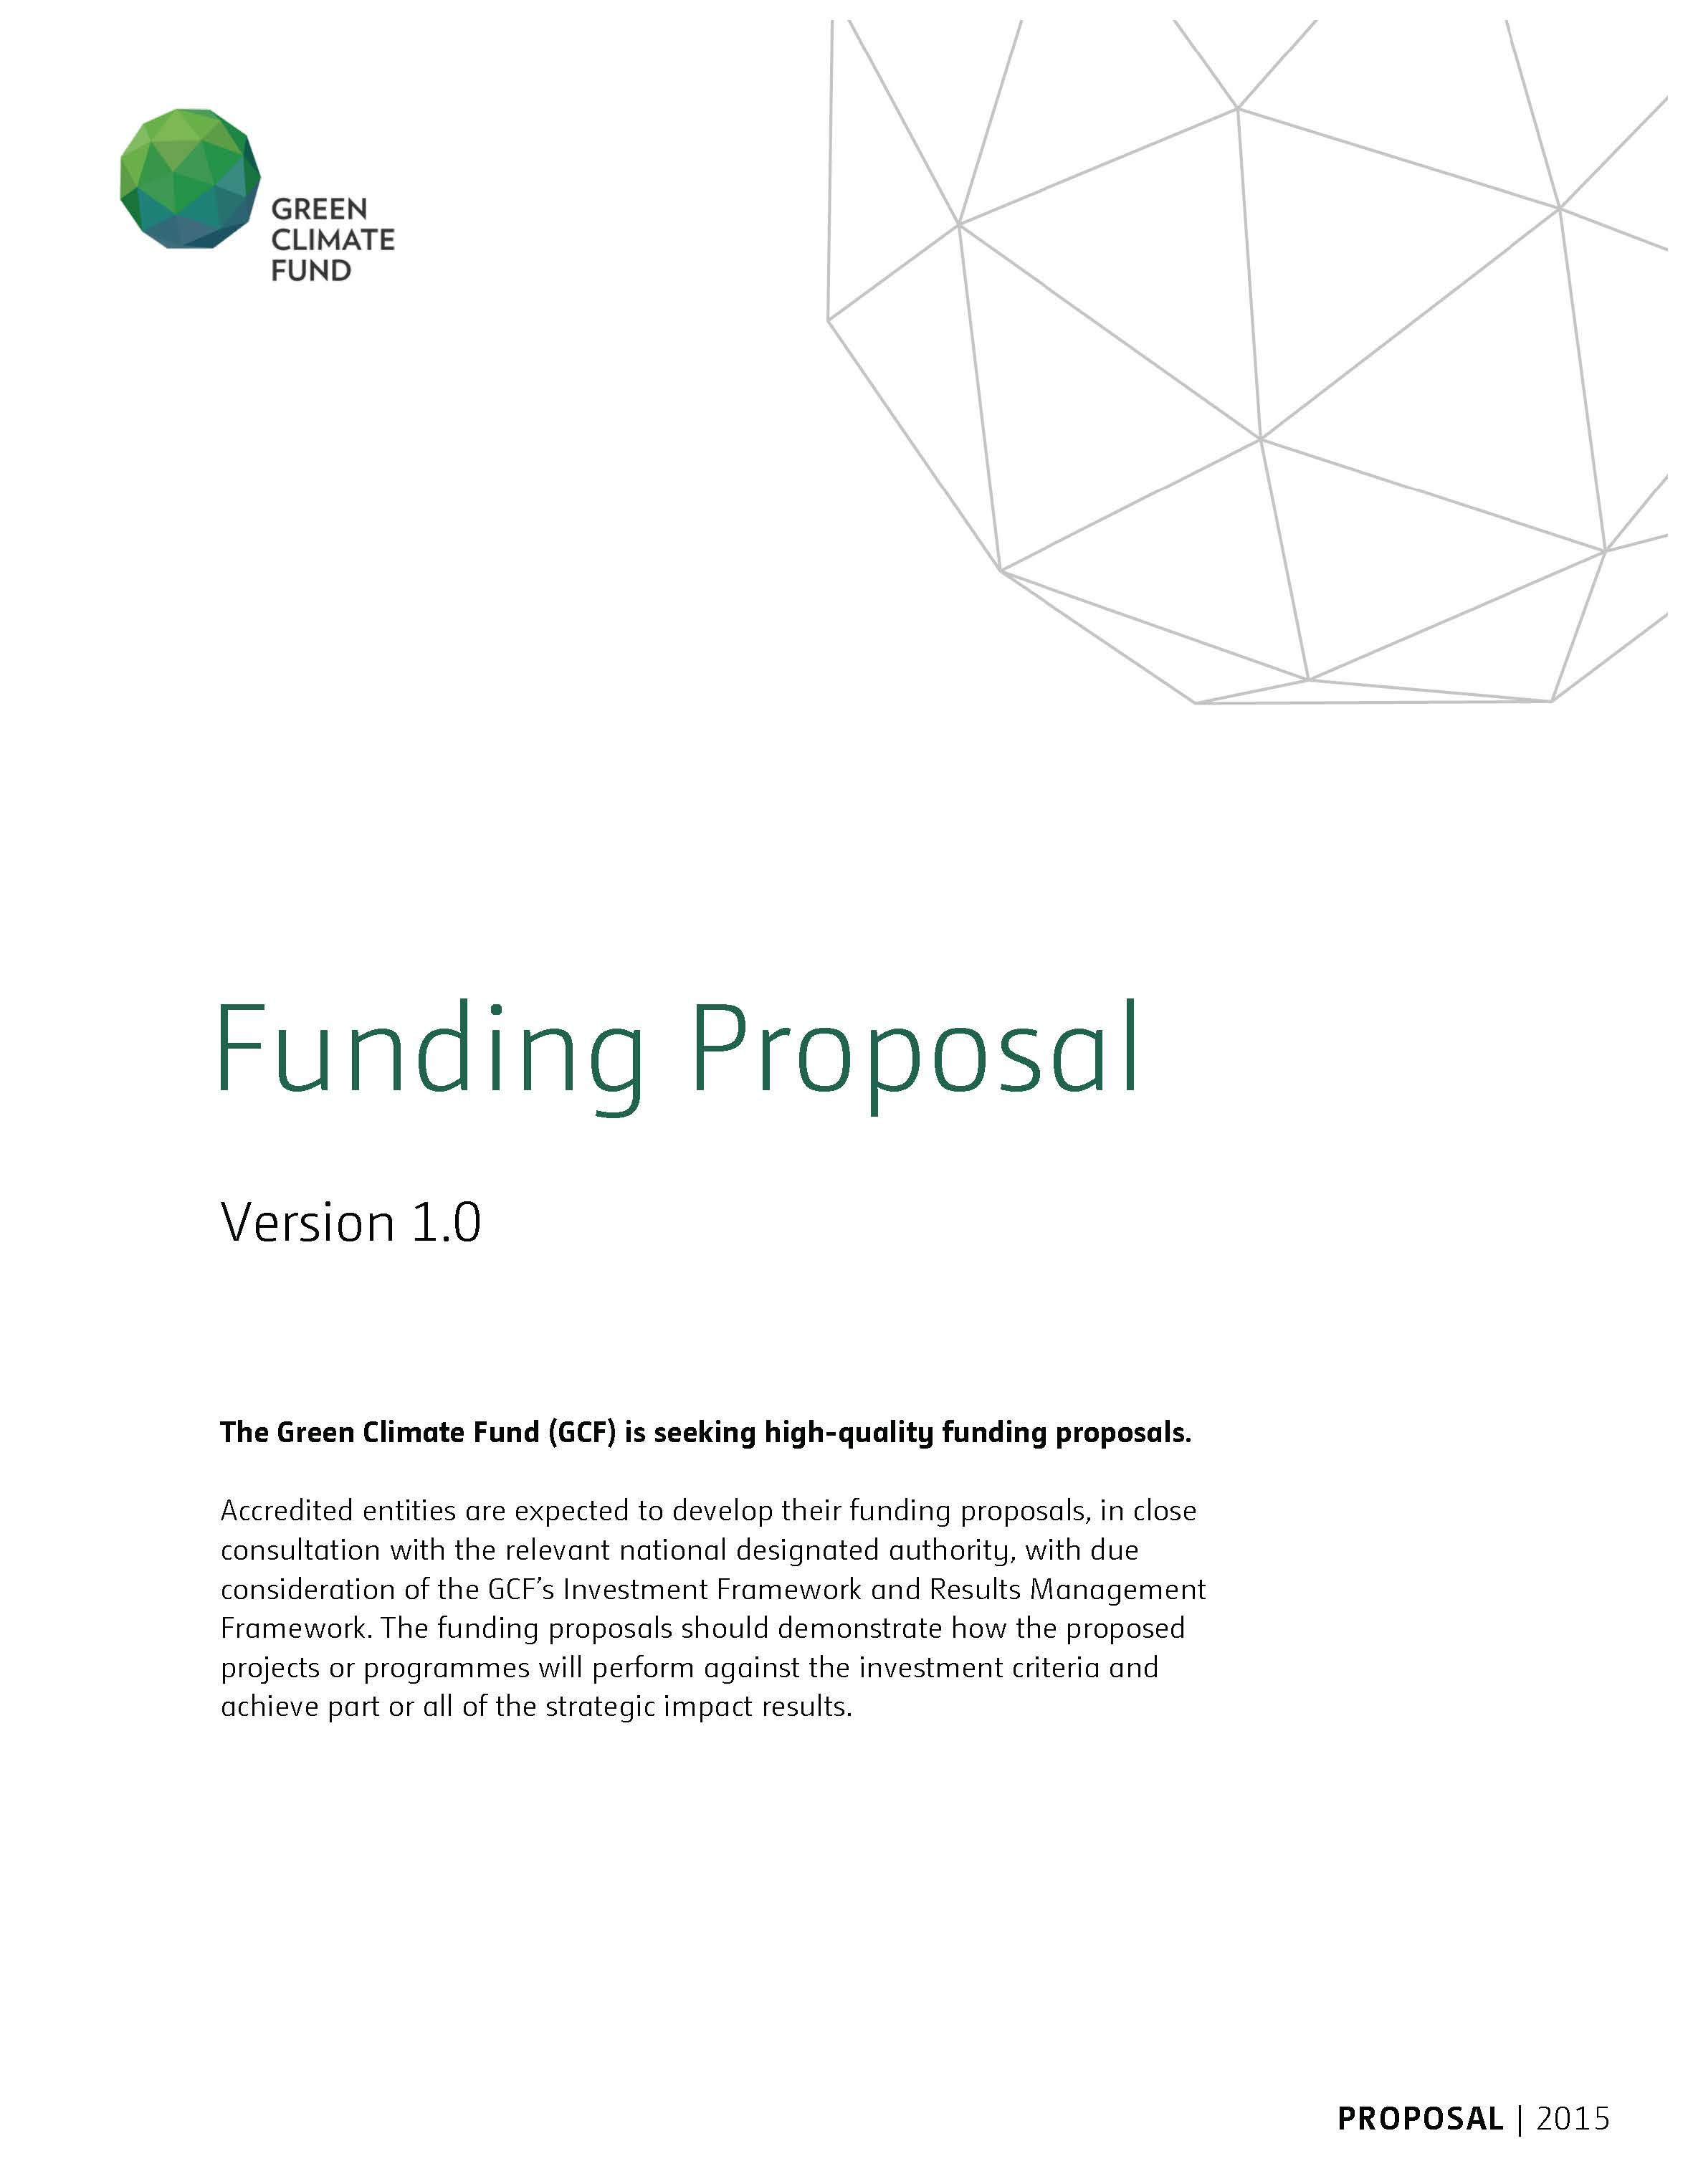 GREEN
CLIMATE
FUND
Funding Proposal
Version 1.0
The Green Climate Fund (GCF) is seeking high-quality funding proposals.
Accredited entities are expected to develop their funding proposals, in close
consultation with the relevant national designated authority, with due
consideration of the GCF’s Investment Framework and Results Management
Framework. The funding proposals should demonstrate how the proposed
projects or programmes will perform against the investment criteria and
achieve part or all of the strategic impact results.
PROPOSAL | 2015